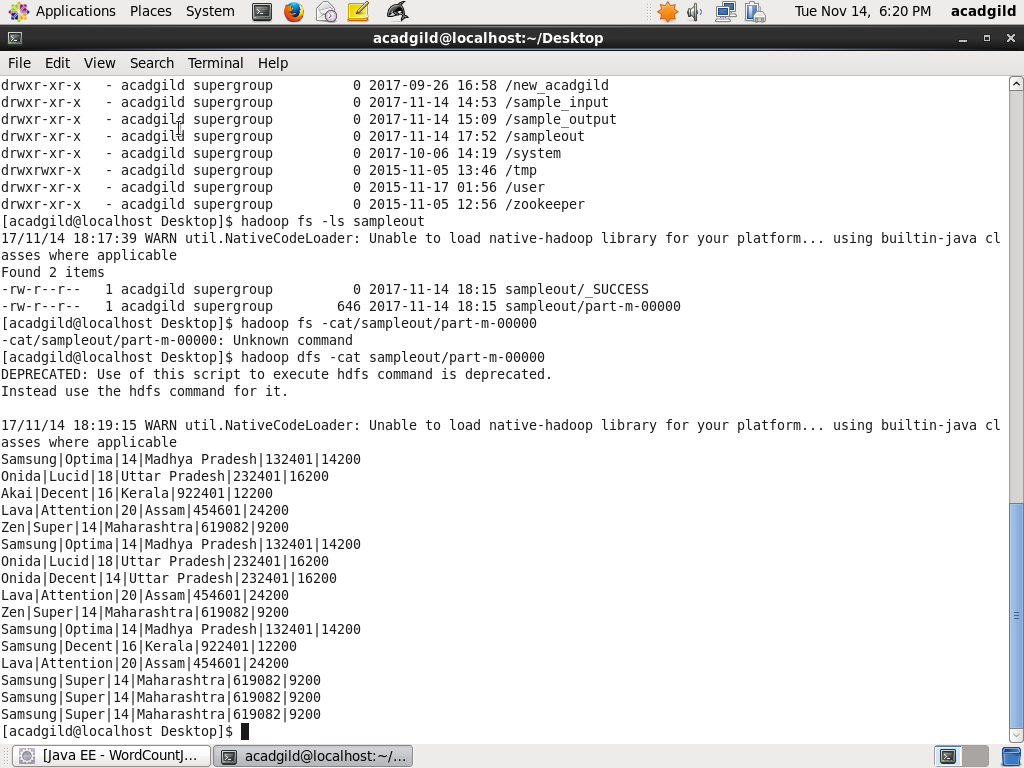 Applications Places System Tue Nov 14, 6:20 PM acadgild
acadgild@localhost:~/Desktop
File Edit View Search Terminal Help
drwxr-xr-x   - acadgild supergroup          0 2017-09-26 16:58 /new_acadgild
drwxr-xr-x   - acadgild supergroup          0 2017-11-14 14:53 /sample_input
drwxr-xr-x   - acadgild supergroup          0 2017-11-14 15:09 /sample_output
drwxr-xr-x   - acadgild supergroup          0 2017-11-14 17:52 /sampleout
drwxr-xr-x   - acadgild supergroup          0 2017-10-06 14:19 /system
drwxrwxr-x   - acadgild supergroup          0 2015-11-05 13:46 /tmp
drwxr-xr-x   - acadgild supergroup          0 2015-11-17 01:56 /user
drwxr-xr-x   - acadgild supergroup          0 2015-11-05 12:56 /zookeeper
[acadgild@localhost Desktop]$ hadoop fs -ls sampleout
17/11/14 18:17:39 WARN util.NativeCodeLoader: Unable to load native-hadoop library for your platform... using builtin-java cl
asses where applicable
Found 2 items
-rw-r--r--   1 acadgild supergroup          0 2017-11-14 18:15 sampleout/_SUCCESS
-rw-r--r--   1 acadgild supergroup        646 2017-11-14 18:15 sampleout/part-m-00000
[acadgild@localhost Desktop]$ hadoop fs -cat/sampleout/part-m-00000
-cat/sampleout/part-m-00000: Unknown command
[acadgild@localhost Desktop]$ hadoop dfs -cat sampleout/part-m-00000
DEPRECATED: Use of this script to execute hdfs command is deprecated.
Instead use the hdfs command for it.
17/11/14 18:19:15 WARN util.NativeCodeLoader: Unable to load native-hadoop library for your platform... using builtin-java cl
asses where applicable
Samsung|Optima|14|Madhya Pradesh|132401|14200
Onida|Lucid|18|Uttar Pradesh|232401|16200
Akai|Decent|16|Kerala|922401|12200
Lava|Attention|20|Assam|454601|24200
Zen|Super|14|Maharashtra|619082|9200
Samsung|Optima|14|Madhya Pradesh|132401|14200
Onida|Lucid|18|Uttar Pradesh|232401|16200
Onida|Decent|14|Uttar Pradesh|232401|16200
Lava|Attention|20|Assam|454601|24200
Zen|Super|14|Maharashtra|619082|9200
Samsung|Optima|14|Madhya Pradesh|132401|14200
Samsung|Decent|16|Kerala|922401|12200
Lava|Attention|20|Assam|454601|24200
Samsung|Super|14|Maharashtra|619082|9200
Samsung|Super|14|Maharashtra|619082|9200
Samsung|Super|14|Maharashtra|619082|9200
[acadgild@localhost Desktop]$
[Java EE - WordCountJ... acadgild@localhost:~/...